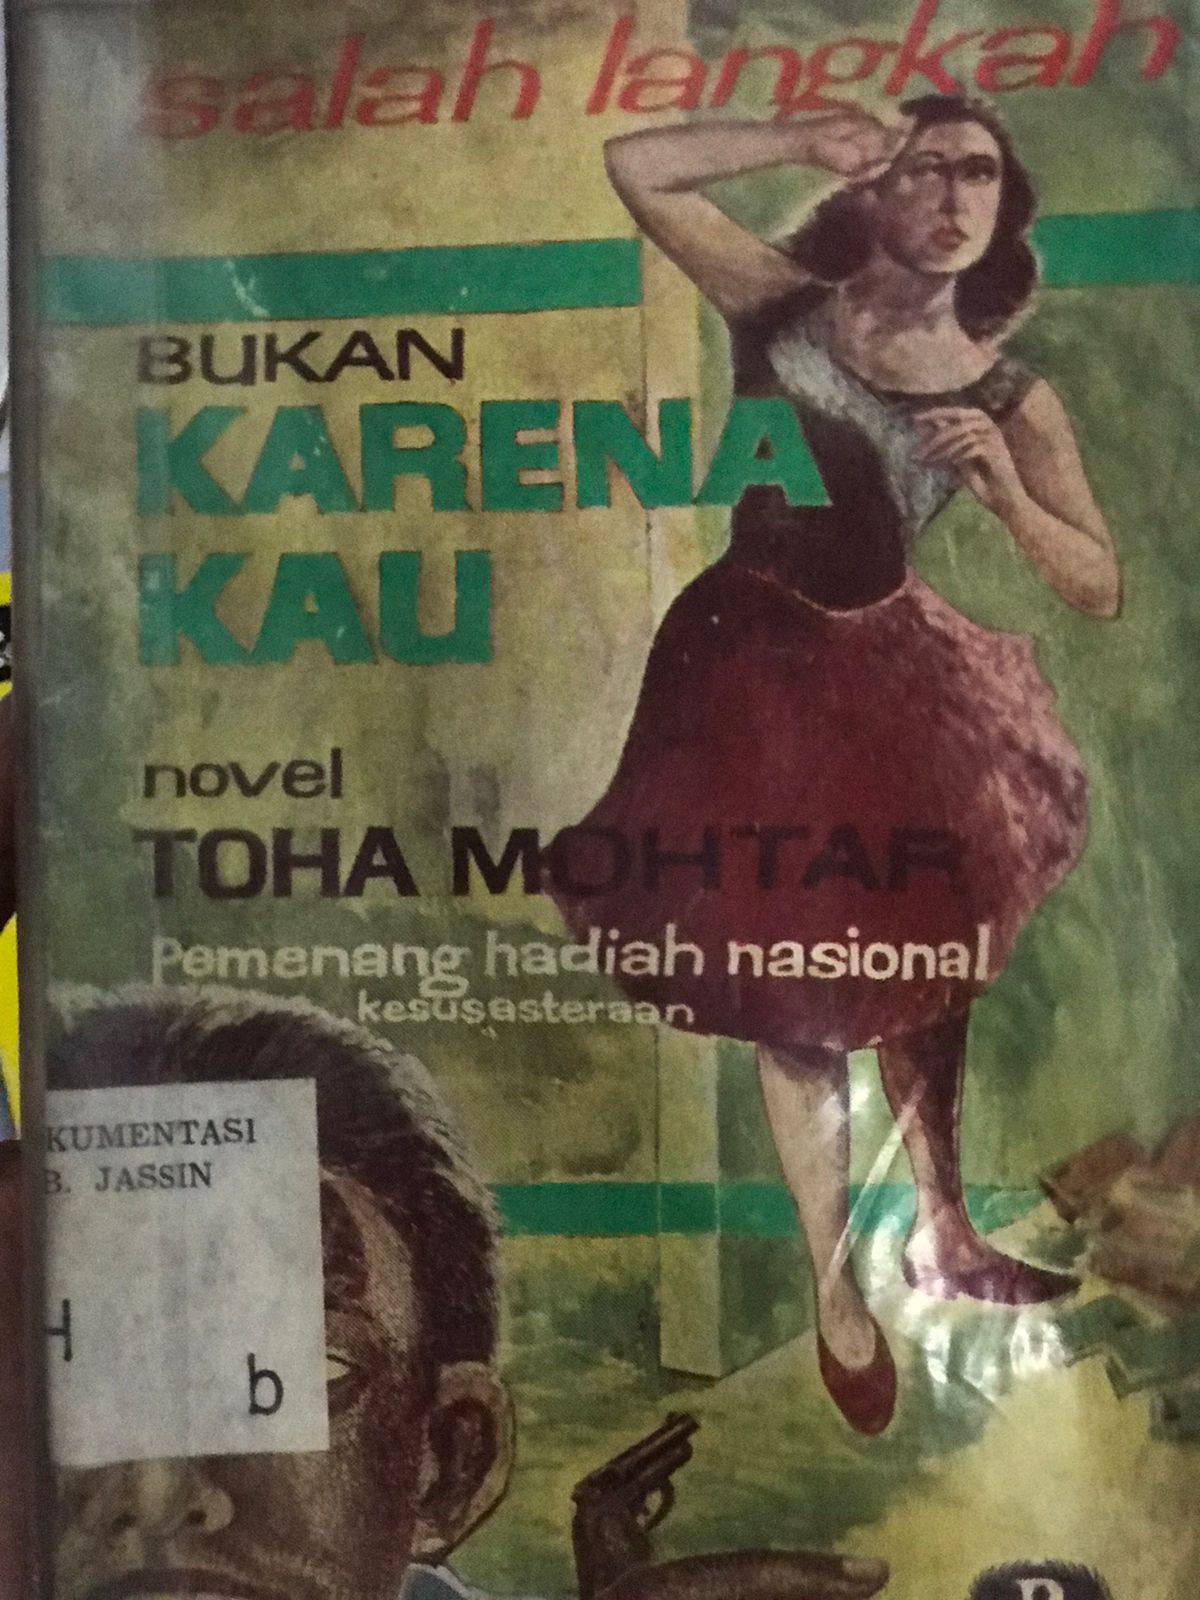 salah langkah
BUKAN
KARENA
KAU
novel
TOHA MOHTAR
Pemenang hadiah nasional
kesusasteraan
KUMENTASI
B. JASSIN
H
b